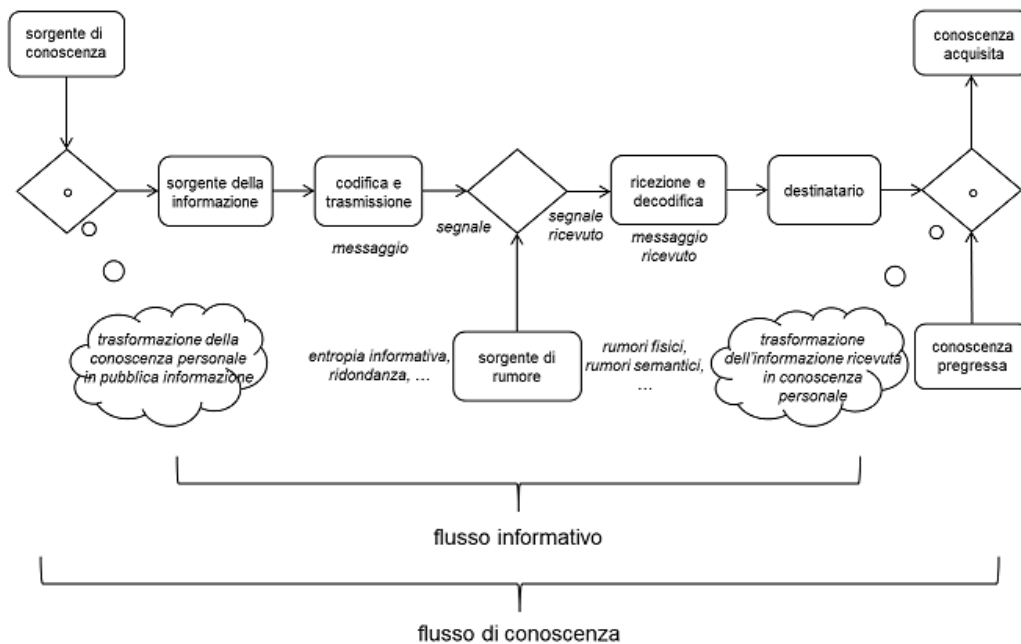 sorgente di
conoscenza
conoscenza
acquisita
sorgente della
informazione
codifica e
trasmissione
messaggio
segnale
segnale
ricevuto
ricezione e
decodifica
messaggio
ricevuto
destinatario
trasformazione della
conoscenza personale
in pubblica informazione
entropia informativa,
ridondanza, ...
sorgente di
rumore
rumori fisici,
rumori semantici,
...
trasformazione
dell'informazione ricevuta
in conoscenza
personale
conoscenza
pregressa
flusso informativo
flusso di conoscenza